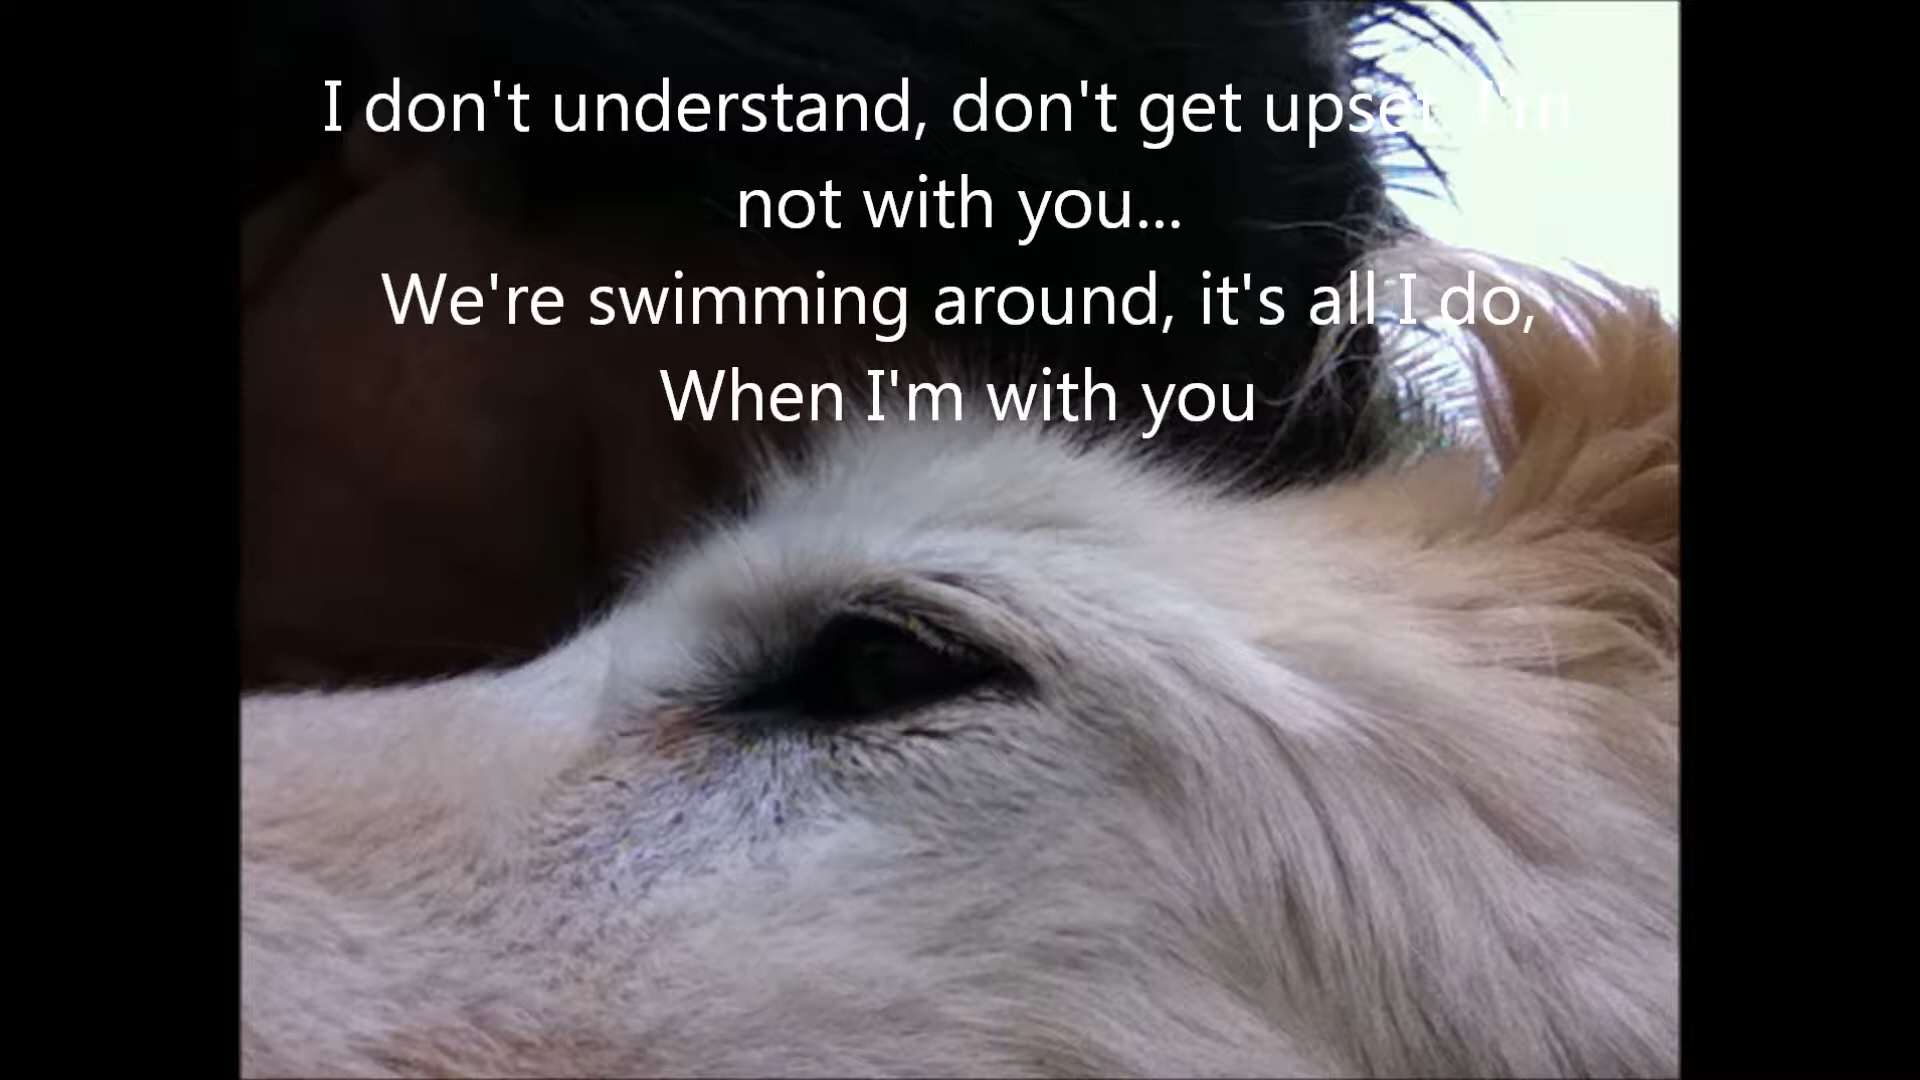 I don't understand, don't get upset, I'm
not with you...
We're swimming around, it's all I do,
When I'm with you